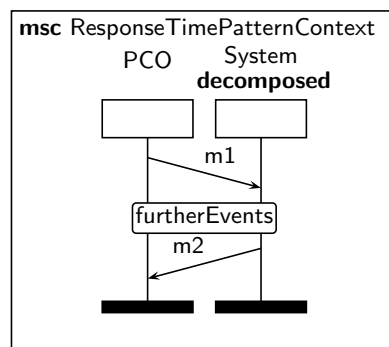 msc ResponseTimePatternContext
PCO System
decomposed
m1
furtherEvents
m2